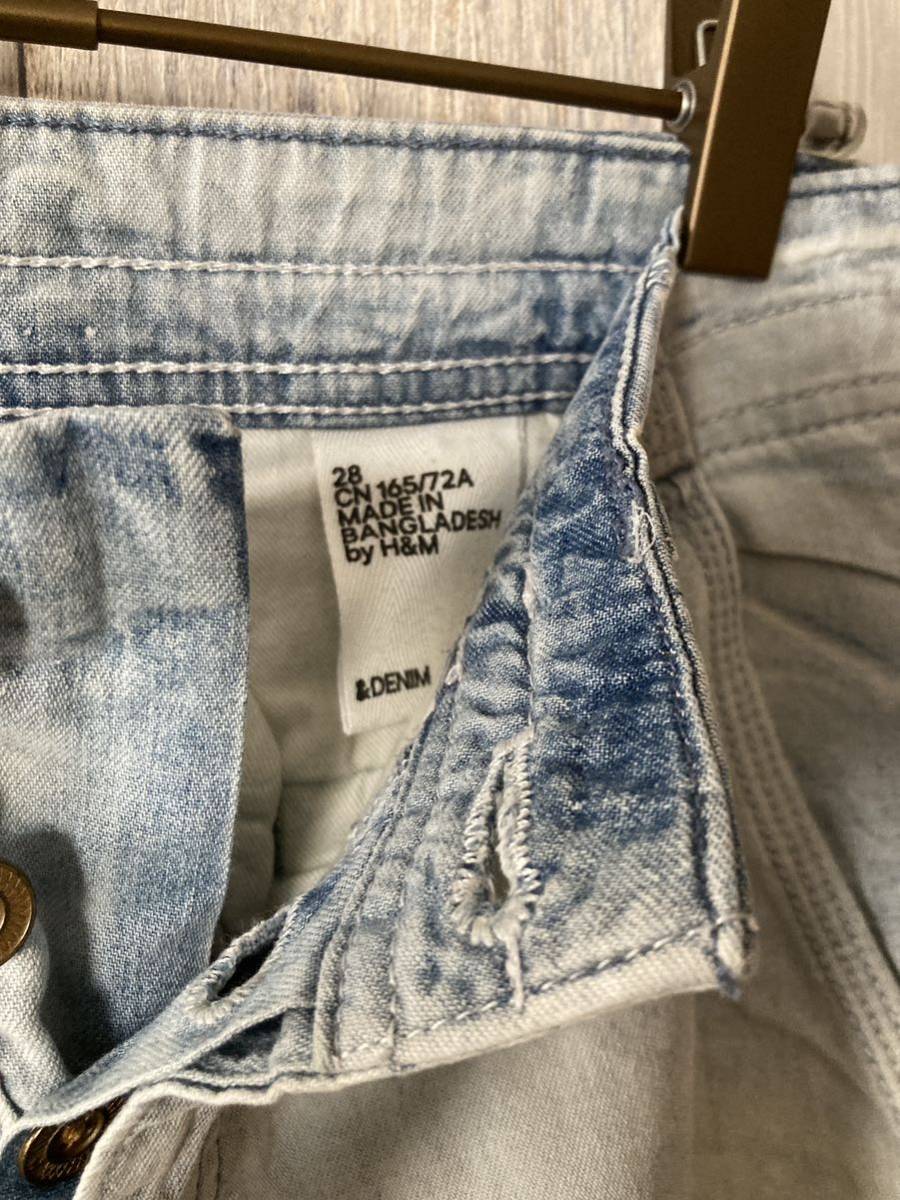 28
CN 165/72A
MADE IN
BANGLADESH
by H&M
&DENIM